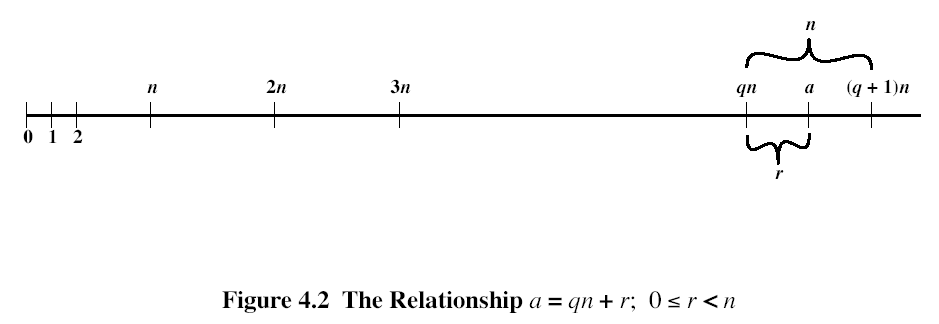 n
n 2n 3n qn a (q + 1)n
0 1 2
r
Figure 4.2 The Relationship a = qn + r; 0 ≤ r < n